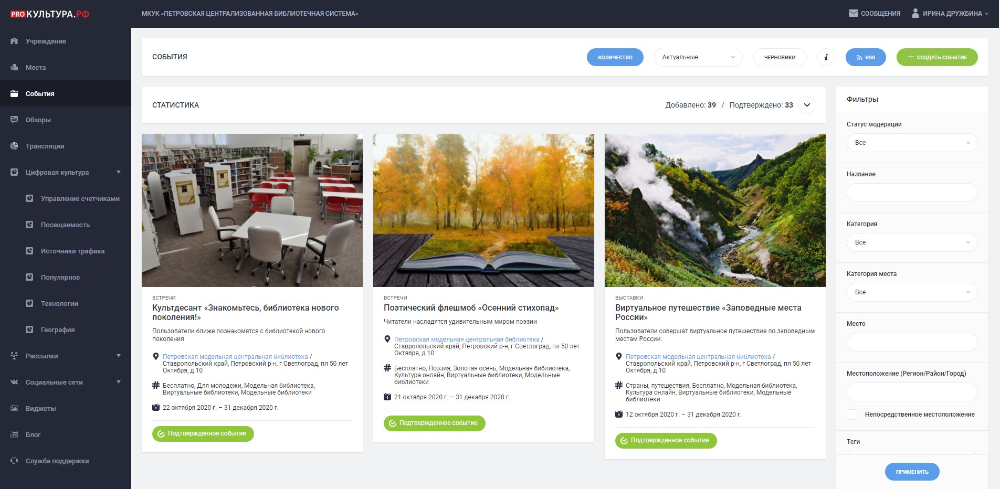 PRO КУЛЬТУРА.РФ
МКУК «ПЕТРОВСКАЯ ЦЕНТРАЛИЗОВАННАЯ БИБЛИОТЕЧНАЯ СИСТЕМА»
СООБЩЕНИЯ
ИРИНА ДРУЖБИНА
Учреждение
Места
События
Обзоры
Трансляции
Цифровая культура
Управление счетчиками
Посещаемость
Источники трафика
Популярное
Технологии
География
Рассылки
Социальные сети
Виджеты
Блог
Служба поддержки
СОБЫТИЯ
КОЛИЧЕСТВО
Актуальные
ЧЕРНОВИКИ
i
RSS
СОЗДАТЬ СОБЫТИЕ
СТАТИСТИКА
Добавлено: 39 / Подтверждено: 33
ВСТРЕЧИ
Культдесант «Знакомьтесь, библиотека нового
поколения!»
Пользователи ближе познакомятся с библиотекой нового
поколения
Петровская модельная центральная библиотека /
Ставропольский край, Петровский р-н, г Светлоград, пл 50 лет
Октября, д 10
Бесплатно, Для молодежи, Модельная библиотека,
Виртуальные библиотеки, Модельные библиотеки
22 октября 2020 г. – 31 декабря 2020 г.
Подтвержденное событие
ВСТРЕЧИ
Поэтический флешмоб «Осенний стихопад»
Читатели насладятся удивительным миром поэзии
Петровская модельная центральная библиотека /
Ставропольский край, Петровский р-н, г Светлоград, пл 50 лет
Октября, д 10
Бесплатно, Поэзия, Золотая осень, Модельная библиотека,
Культура онлайн, Виртуальные библиотеки, Модельные
библиотеки
21 октября 2020 г. – 31 декабря 2020 г.
Подтвержденное событие
ВЫСТАВКИ
Виртуальное путешествие «Заповедные места
России»
Пользователи совершат виртуальное путешествие по заповедным
местам России.
Петровская модельная центральная библиотека /
Ставропольский край, Петровский р-н, г Светлоград, пл 50 лет
Октября, д 10
Страны, путешествия, Бесплатно, Модельная библиотека,
Культура онлайн, Виртуальные библиотеки, Модельные
библиотеки
12 октября 2020 г. – 31 декабря 2020 г.
Подтвержденное событие
Фильтры
Статус модерации
Все
Название
Категория
Все
Категория места
Все
Место
Местоположение (Регион/Район/Город)
Непосредственное местоположение
Теги
ПРИМЕНИТЬ